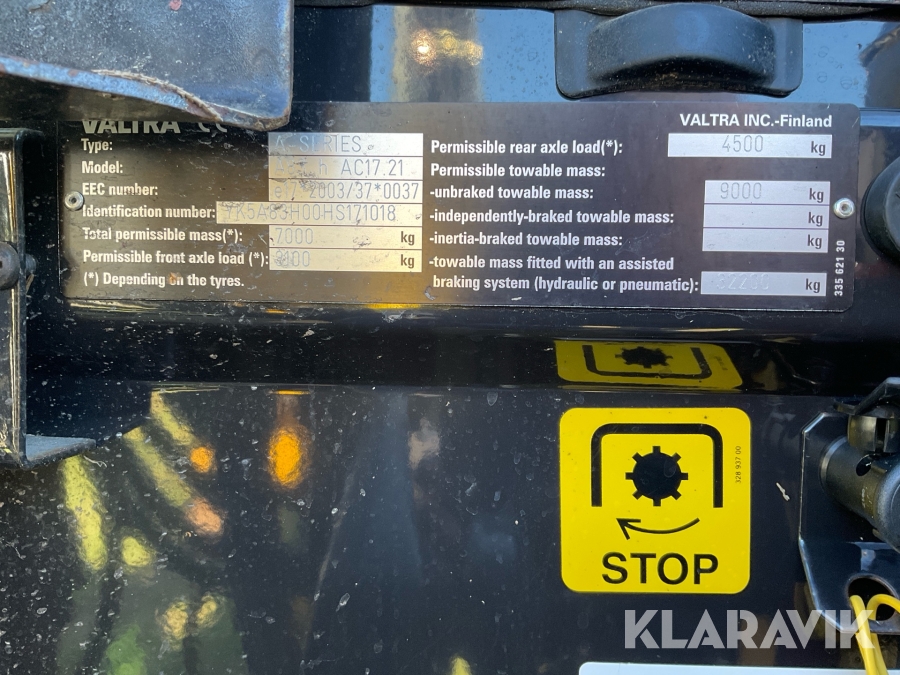 VALTRA
Type: A SERIES
Model: AC17.21
EEC number: 2003/37*0037
Identification number: YK5A83H00HS171018
Total permissible mass(*): 7000 kg
Permissible front axle load (*): 3100 kg
(*) Depending on the tyres.
VALTRA INC.-Finland
Permissible rear axle load(*): 4500 kg
Permissible towable mass:
-unbraked towable mass: 9000 kg
-independently-braked towable mass: kg
-inertia-braked towable mass: kg
-towable mass fitted with an assisted
braking system (hydraulic or pneumatic): 32200 kg
335 621 30
328 937 00
STOP
KLARAVIK